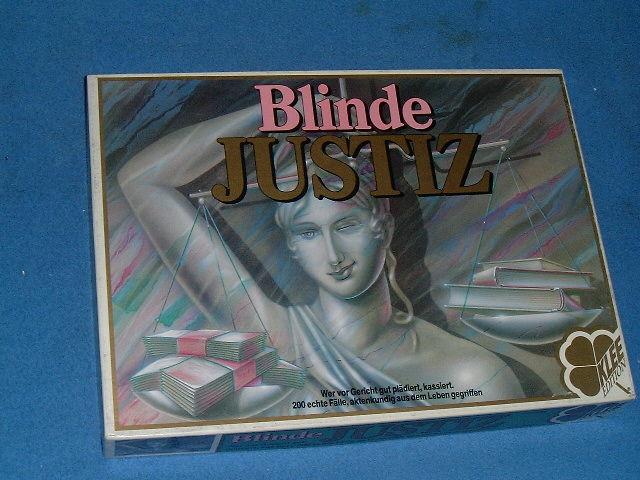 Blinde
JUSTIZ
Wer vor Gericht gut plädiert, kassiert.
200 echte Fälle, aktenkundig aus dem Leben gegriffen
KLEE
EDITION
Blinde JUSTIZ